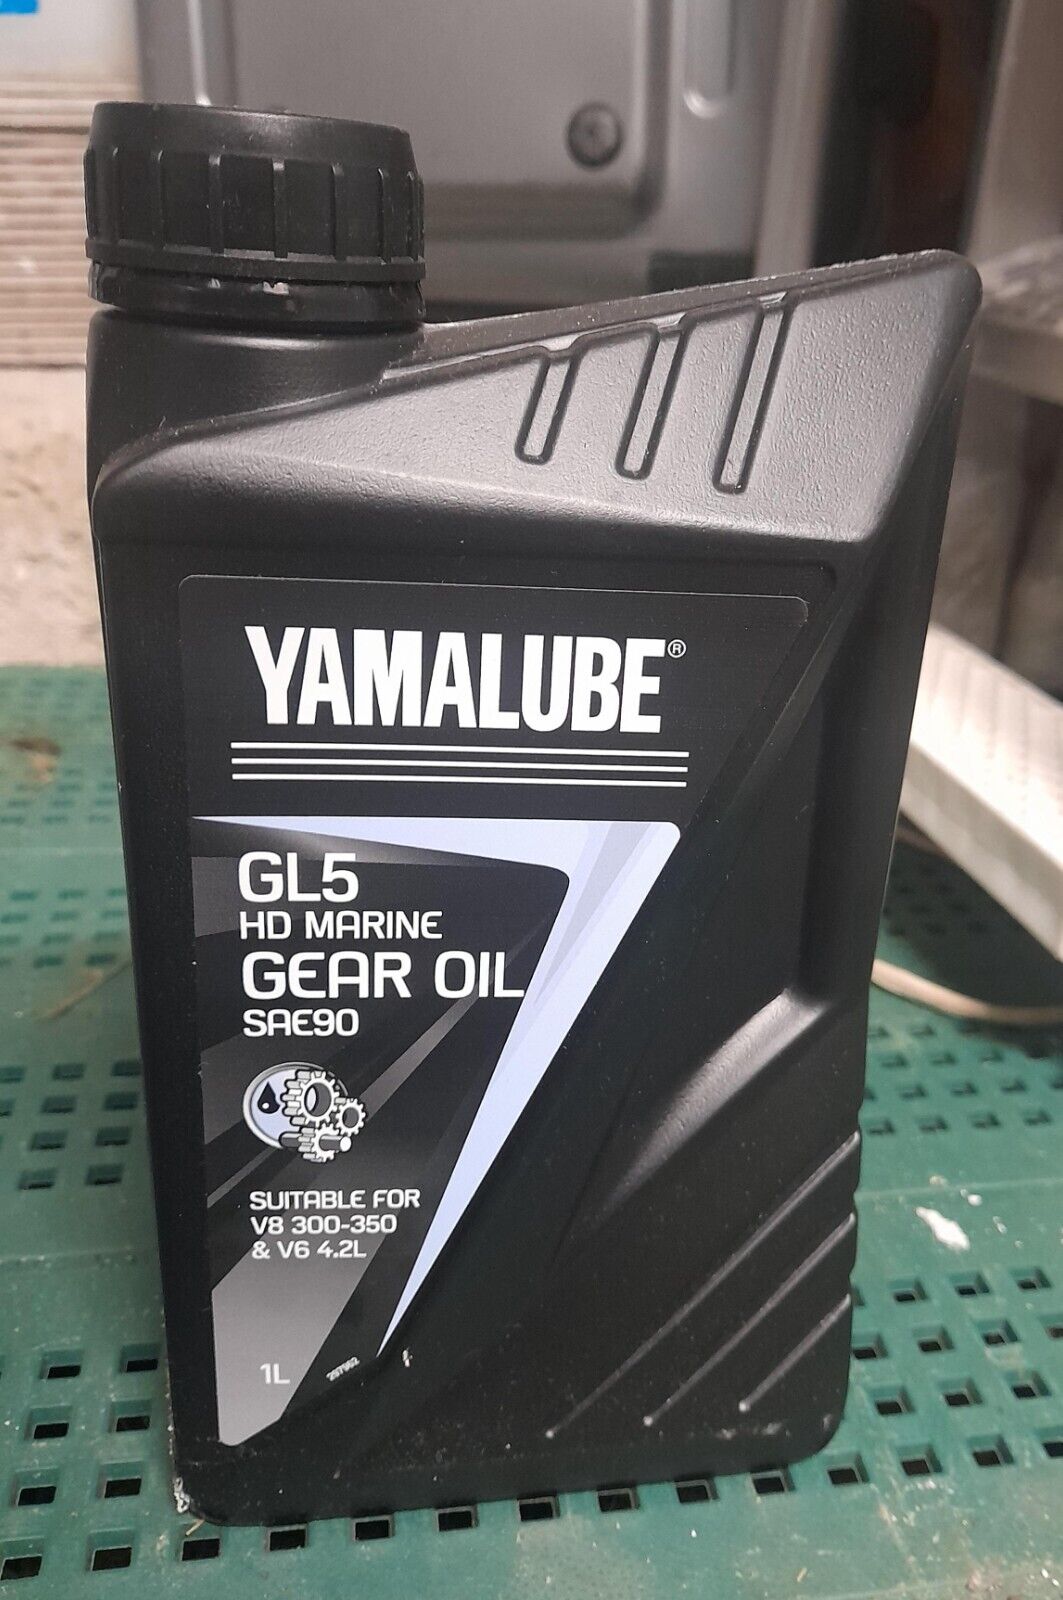 YAMALUBE®
GL5
HD MARINE
GEAR OIL
SAE90
SUITABLE FOR
V8 300-350
& V6 4.2L
1L